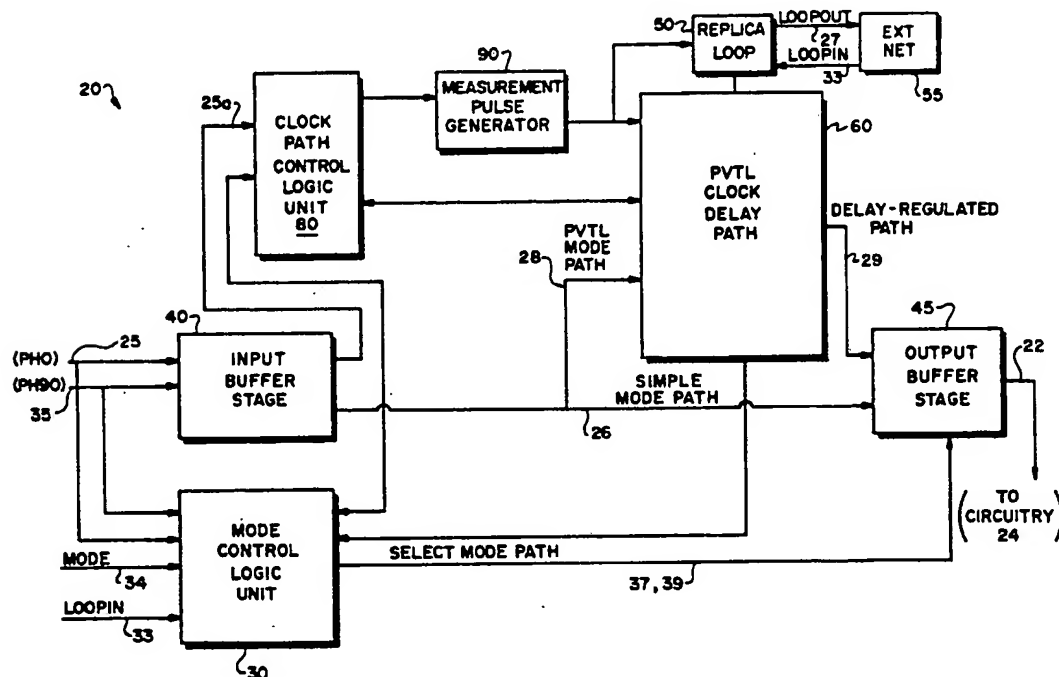 50
REPLICA
LOOP
LOOPOUT
27
LOOPIN
33
EXT
NET
55
20
25a
CLOCK
PATH
CONTROL
LOGIC
UNIT
80
90
MEASUREMENT
PULSE
GENERATOR
60
PVTL
CLOCK
DELAY
PATH
DELAY-REGULATED
PATH
29
PVTL
MODE
PATH
28
(PH0)
25
(PH90)
35
40
INPUT
BUFFER
STAGE
SIMPLE
MODE PATH
26
45
OUTPUT
BUFFER
STAGE
22
(TO
CIRCUITRY
24)
MODE
34
LOOPIN
33
MODE
CONTROL
LOGIC
UNIT
30
SELECT MODE PATH
37, 39